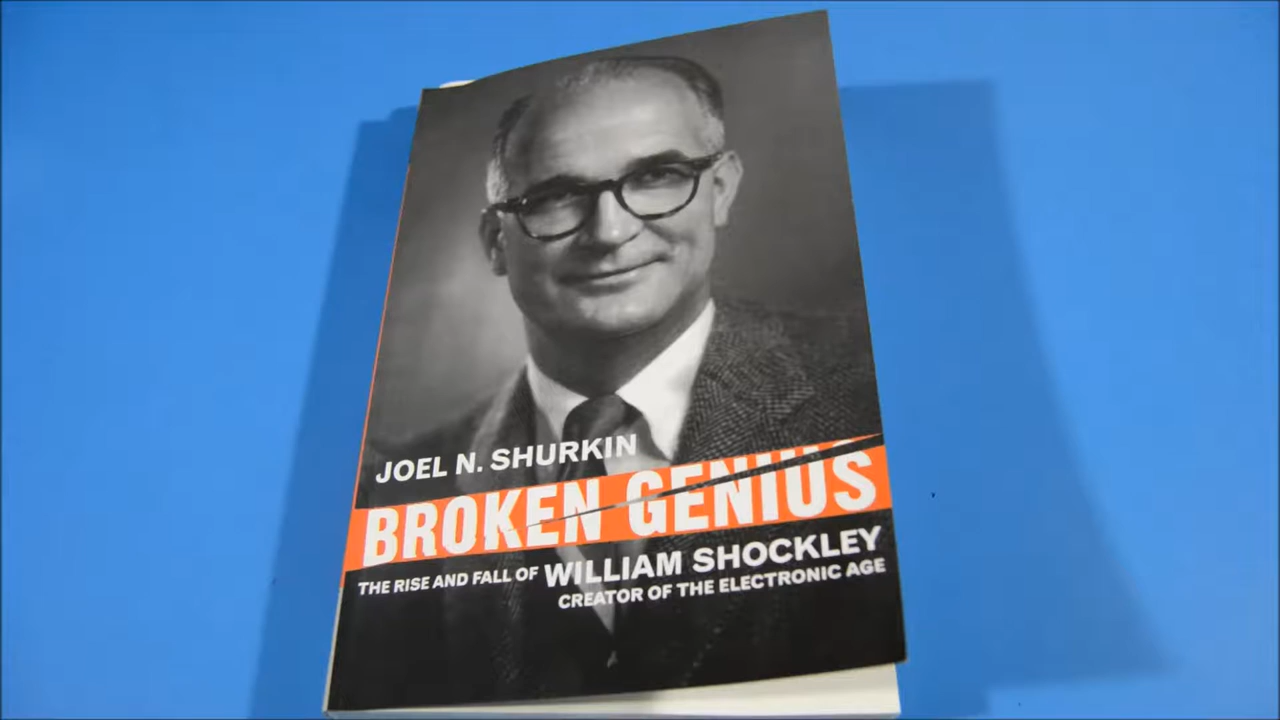 JOEL N. SHURKIN
BROKEN GENIUS
THE RISE AND FALL OF WILLIAM SHOCKLEY
CREATOR OF THE ELECTRONIC AGE